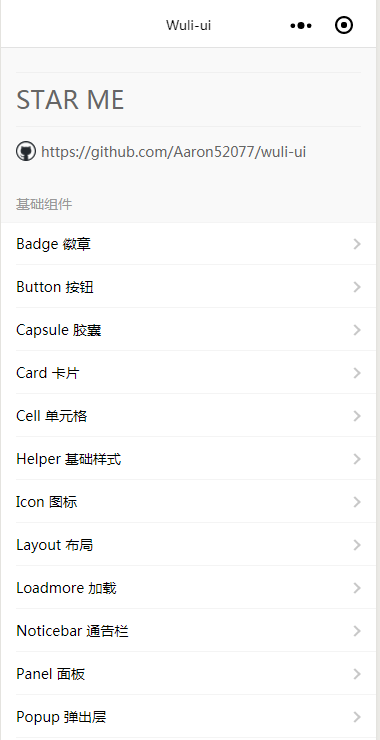 Wuli-ui
STAR ME
https://github.com/Aaron52077/wuli-ui
基础组件
Badge 徽章
Button 按钮
Capsule 胶囊
Card 卡片
Cell 单元格
Helper 基础样式
Icon 图标
Layout 布局
Loadmore 加载
Noticebar 通告栏
Panel 面板
Popup 弹出层